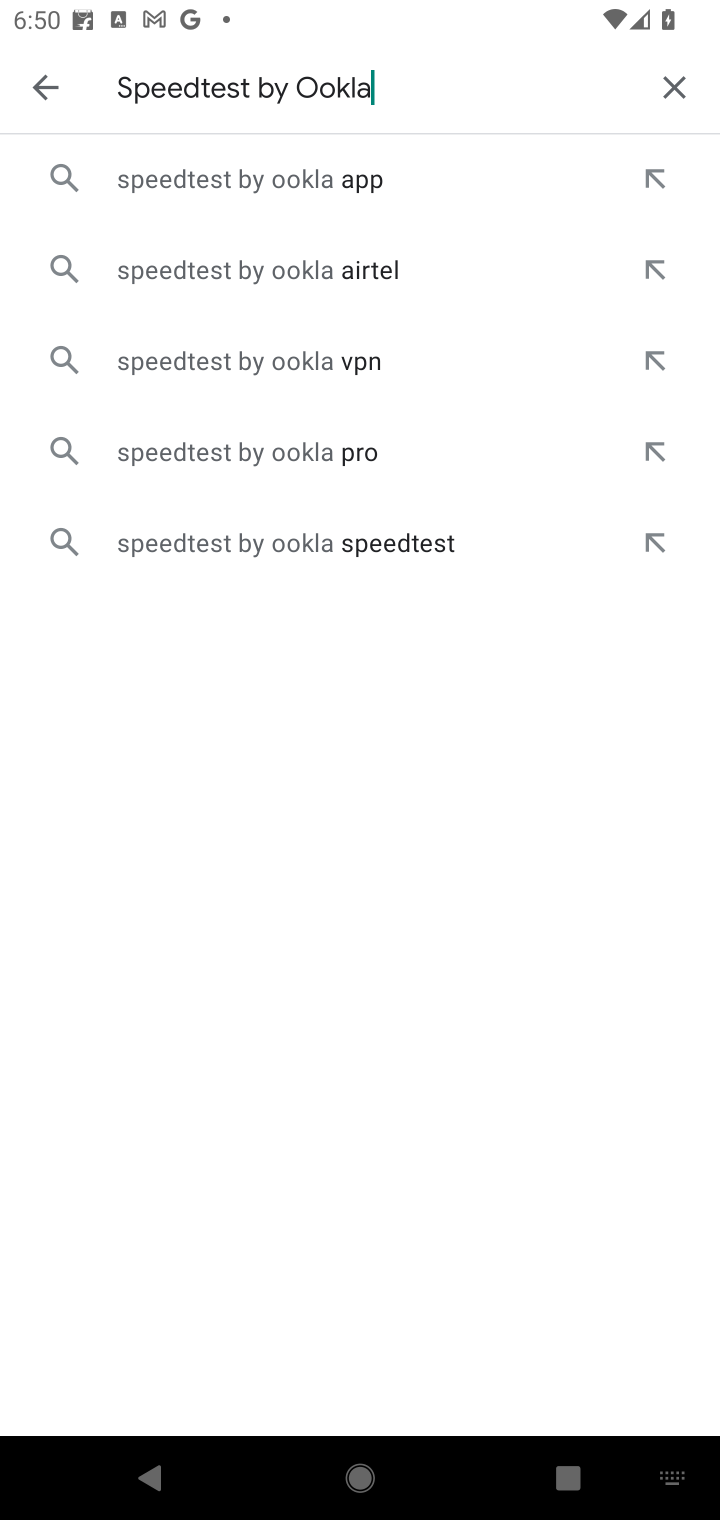 6:50
Speedtest by Ookla
speedtest by ookla app
speedtest by ookla airtel
speedtest by ookla vpn
speedtest by ookla pro
speedtest by ookla speedtest